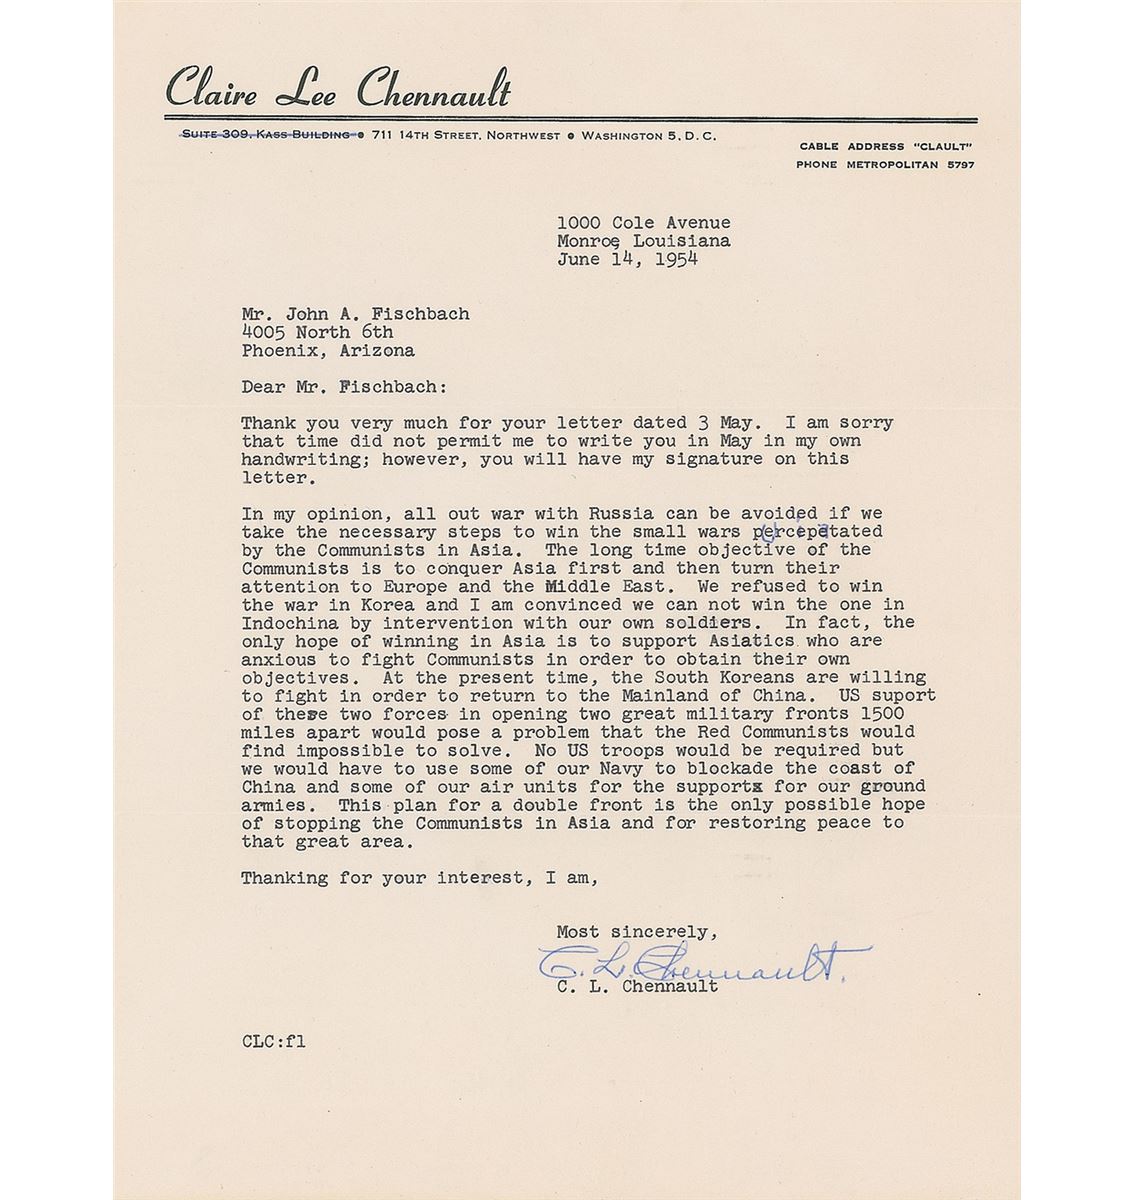 Claire Lee Chennault
SUITE 309, KASS BUILDING • 711 14TH STREET, NORTHWEST • WASHINGTON 5, D. C.
CABLE ADDRESS "CLAULT"
PHONE METROPOLITAN 5797
1000 Cole Avenue
Monroe, Louisiana
June 14, 1954
Mr. John A. Fischbach
4005 North 6th
Phoenix, Arizona
Dear Mr. Fischbach:
Thank you very much for your letter dated 3 May. I am sorry
that time did not permit me to write you in May in my own
handwriting; however, you will have my signature on this
letter.
In my opinion, all out war with Russia can be avoided if we
take the necessary steps to win the small wars percepetated
by the Communists in Asia. The long time objective of the
Communists is to conquer Asia first and then turn their
attention to Europe and the Middle East. We refused to win
the war in Korea and I am convinced we can not win the one in
Indochina by intervention with our own soldiers. In fact, the
only hope of winning in Asia is to support Asiatics who are
anxious to fight Communists in order to obtain their own
objectives. At the present time, the South Koreans are willing
to fight in order to return to the Mainland of China. US suport
of these two forces in opening two great military fronts 1500
miles apart would pose a problem that the Red Communists would
find impossible to solve. No US troops would be required but
we would have to use some of our Navy to blockade the coast of
China and some of our air units for the support for our ground
armies. This plan for a double front is the only possible hope
of stopping the Communists in Asia and for restoring peace to
that great area.
Thanking for your interest, I am,
Most sincerely,
C. L. Chennault.
C. L. Chennault
CLC:fl